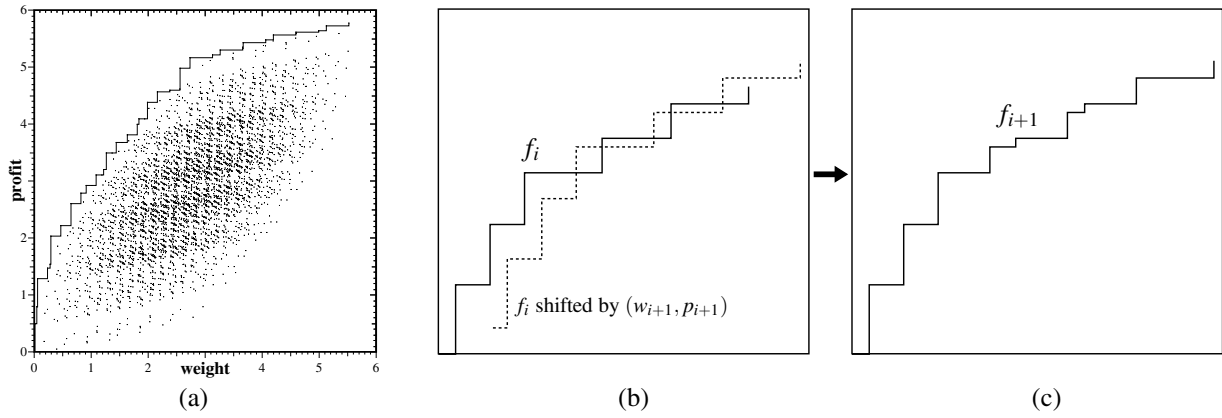 6
5
4
3
2
1
0
profit
0 1 2 3 4 5 6
weight
(a)
f_i
f_i shifted by (w_{i+1}, p_{i+1})
(b)
f_{i+1}
(c)